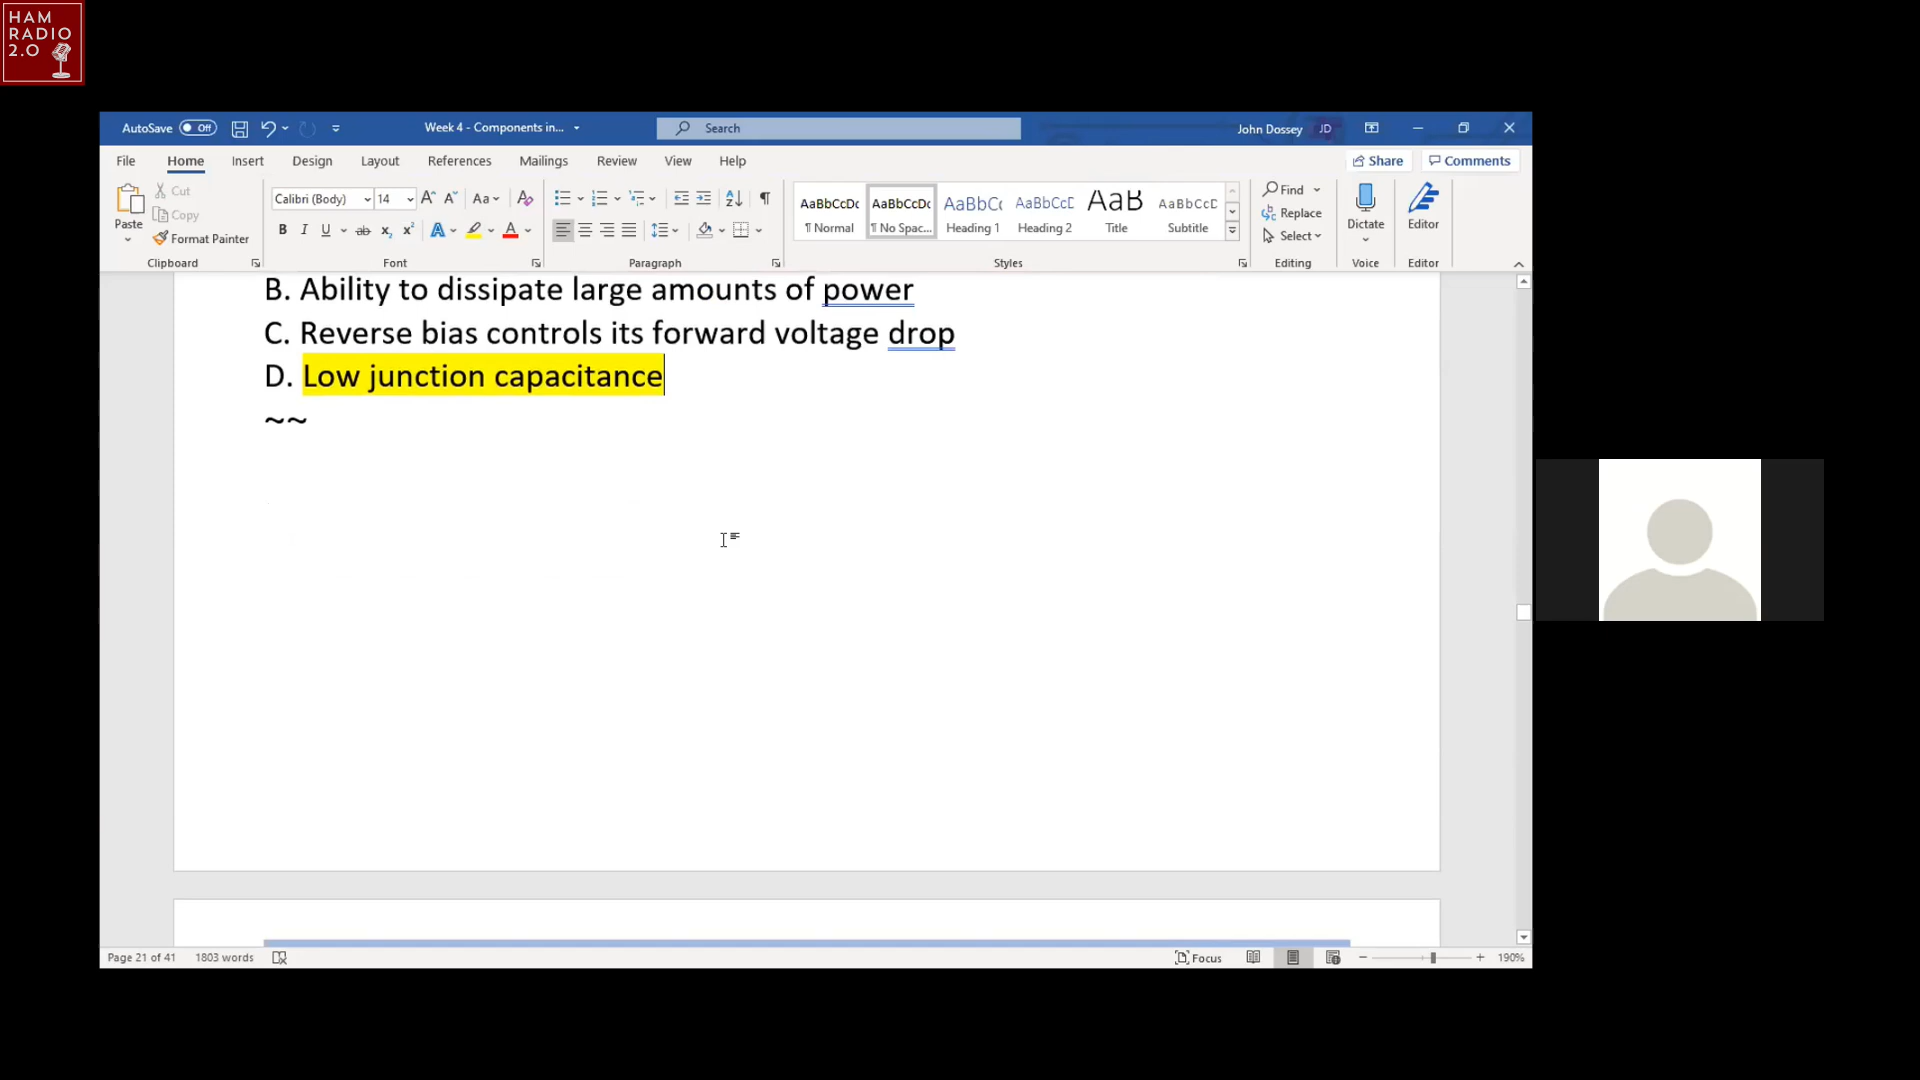 HAM
RADIO
2.0
AutoSave Off
Week 4 - Components in...
Search
John Dossey JD
File Home Insert Design Layout References Mailings Review View Help
Share Comments
Paste
Cut
Copy
Format Painter
Clipboard
Calibri (Body) 14
Font
Paragraph
AaBbCcDc AaBbCcDc AaBbCc AaBbCcD AaB AaBbCcD
¶ Normal ¶ No Spac... Heading 1 Heading 2 Title Subtitle
Styles
Find
Replace
Select
Editing
Dictate
Voice
Editor
Editor
B. Ability to dissipate large amounts of power
C. Reverse bias controls its forward voltage drop
D. Low junction capacitance
~~
Page 21 of 41 1803 words
Focus
190%